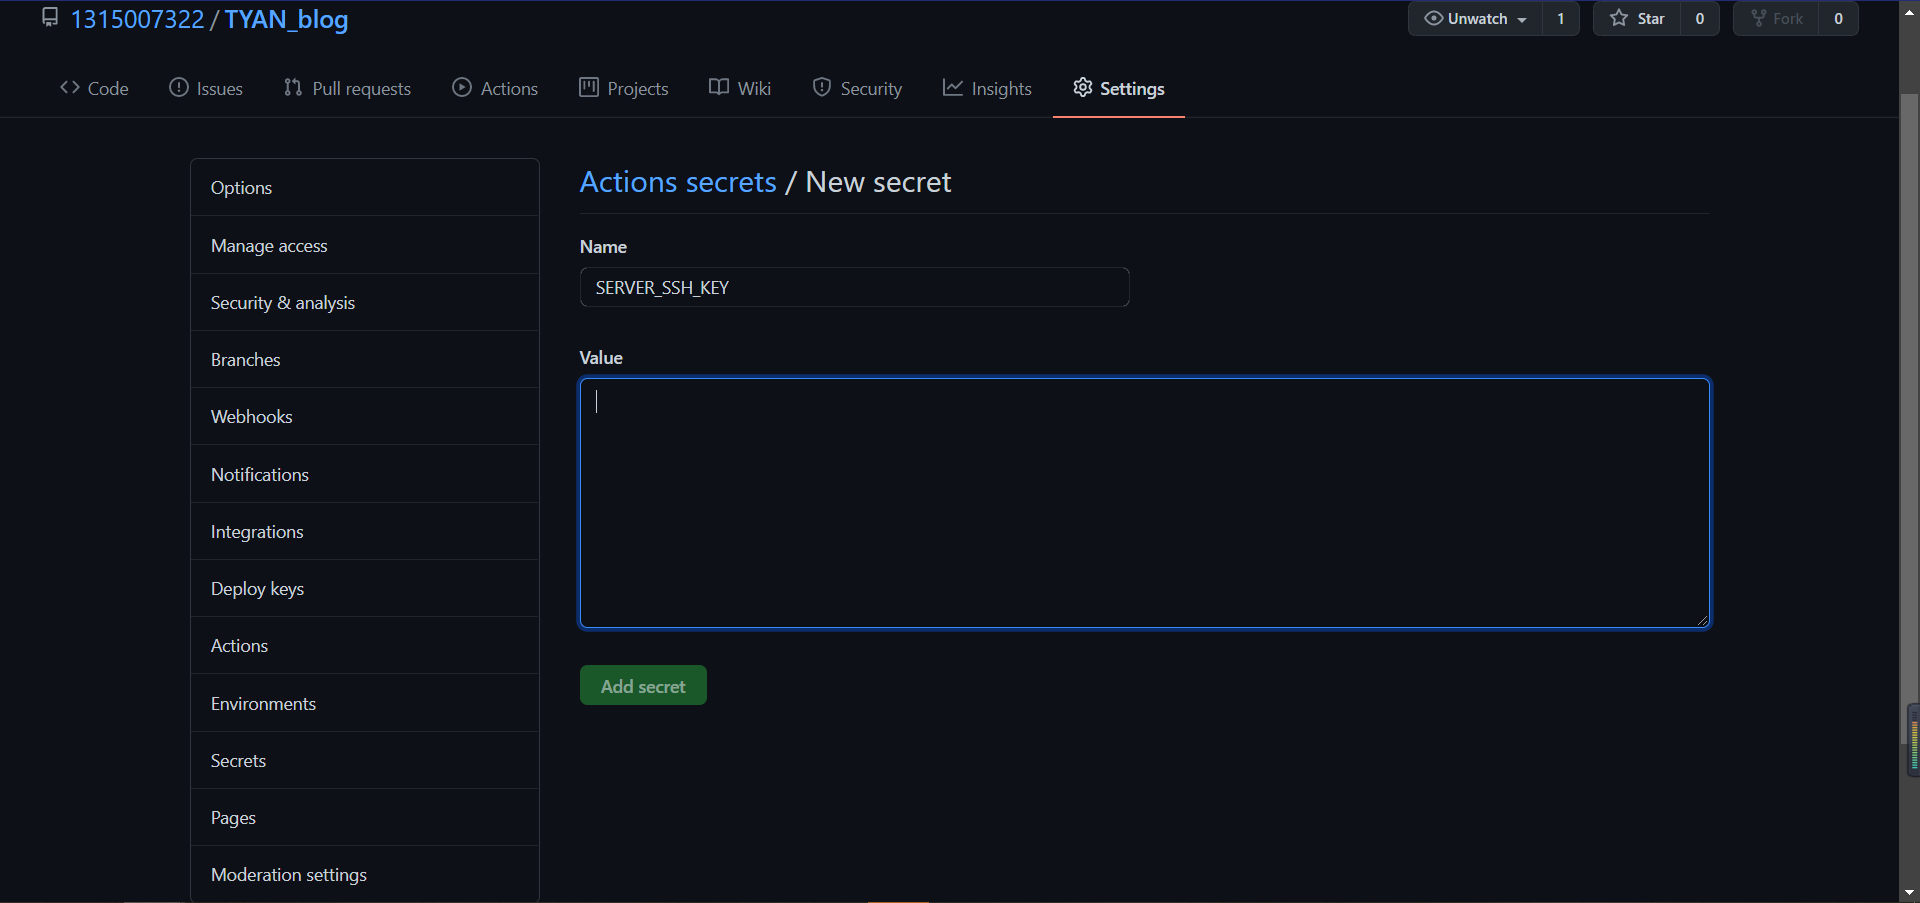 1315007322 / TYAN_blog
Unwatch 1 Star 0 Fork 0
Code Issues Pull requests Actions Projects Wiki Security Insights Settings
Options
Manage access
Security & analysis
Branches
Webhooks
Notifications
Integrations
Deploy keys
Actions
Environments
Secrets
Pages
Moderation settings
Actions secrets / New secret
Name
SERVER_SSH_KEY
Value
Add secret